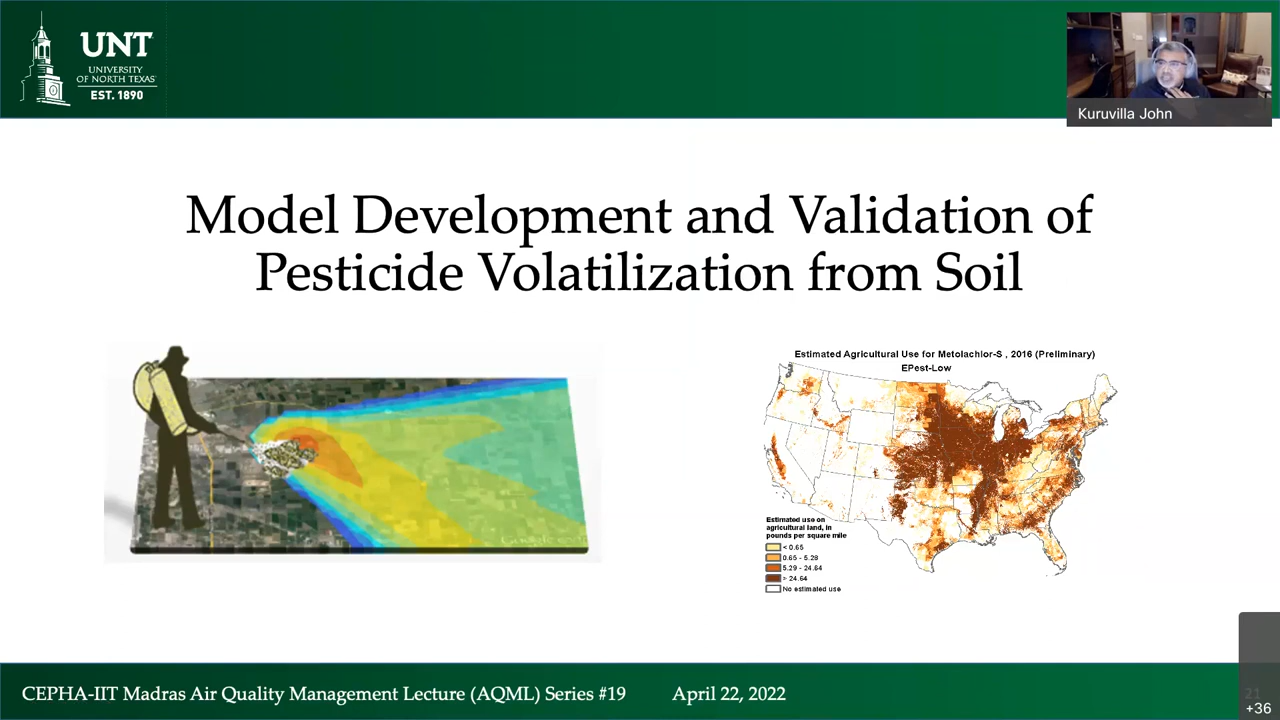 UNT
UNIVERSITY
OF NORTH TEXAS
EST. 1890
Kuruvilla John
Model Development and Validation of
Pesticide Volatilization from Soil
Estimated Agricultural Use for Metolachlor-S , 2016 (Preliminary)
EPest-Low
Estimated use on
agricultural land, in
pounds per square mile
< 0.65
0.65 - 5.28
5.29 - 24.64
> 24.64
No estimated use
CEPHA-IIT Madras Air Quality Management Lecture (AQML) Series #19
April 22, 2022
21
+36